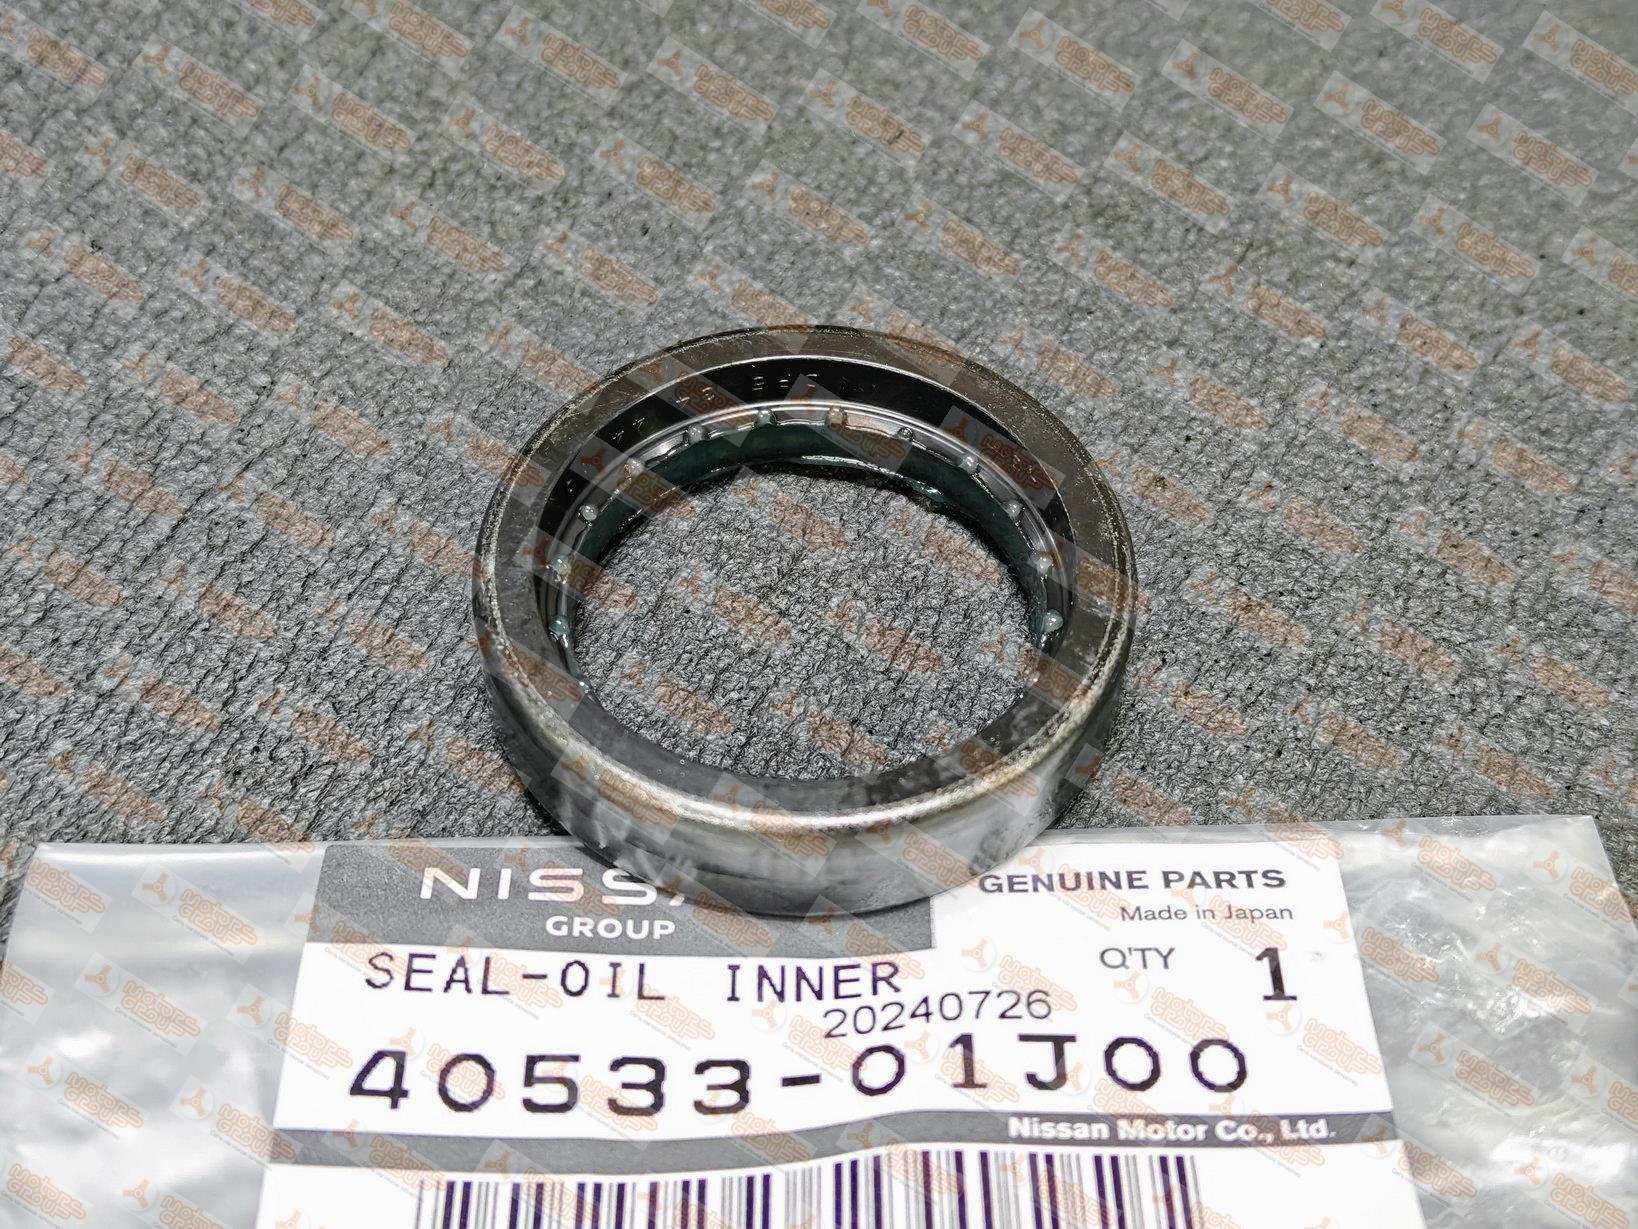 NISS
GROUP
GENUINE PARTS
Made in Japan
SEAL-OIL INNER
Q'TY 1
20240726
40533-01J00
Nissan Motor Co., Ltd.